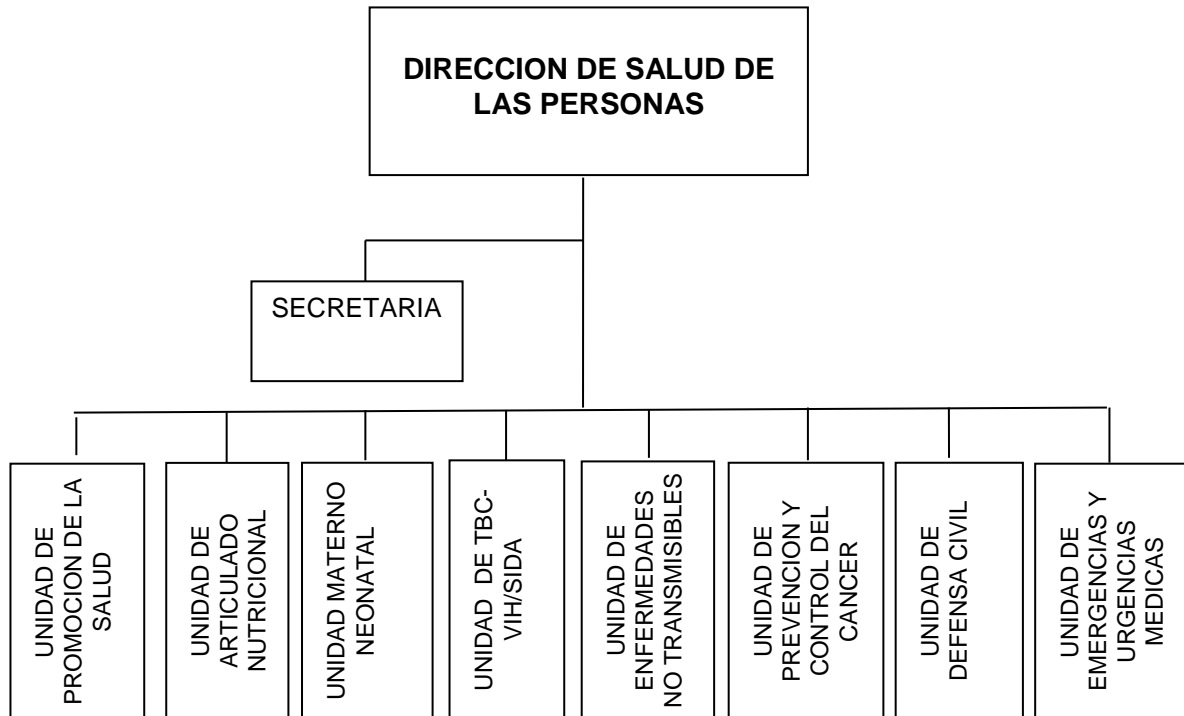 DIRECCION DE SALUD DE
LAS PERSONAS
SECRETARIA
UNIDAD DE
PROMOCION DE LA
SALUD
UNIDAD DE
ARTICULADO
NUTRICIONAL
UNIDAD MATERNO
NEONATAL
UNIDAD DE TBC-
VIH/SIDA
UNIDAD DE
ENFERMEDADES
NO TRANSMISIBLES
UNIDAD DE
PREVENCION Y
CONTROL DEL
CANCER
UNIDAD DE
DEFENSA CIVIL
UNIDAD DE
EMERGENCIAS Y
URGENCIAS
MEDICAS